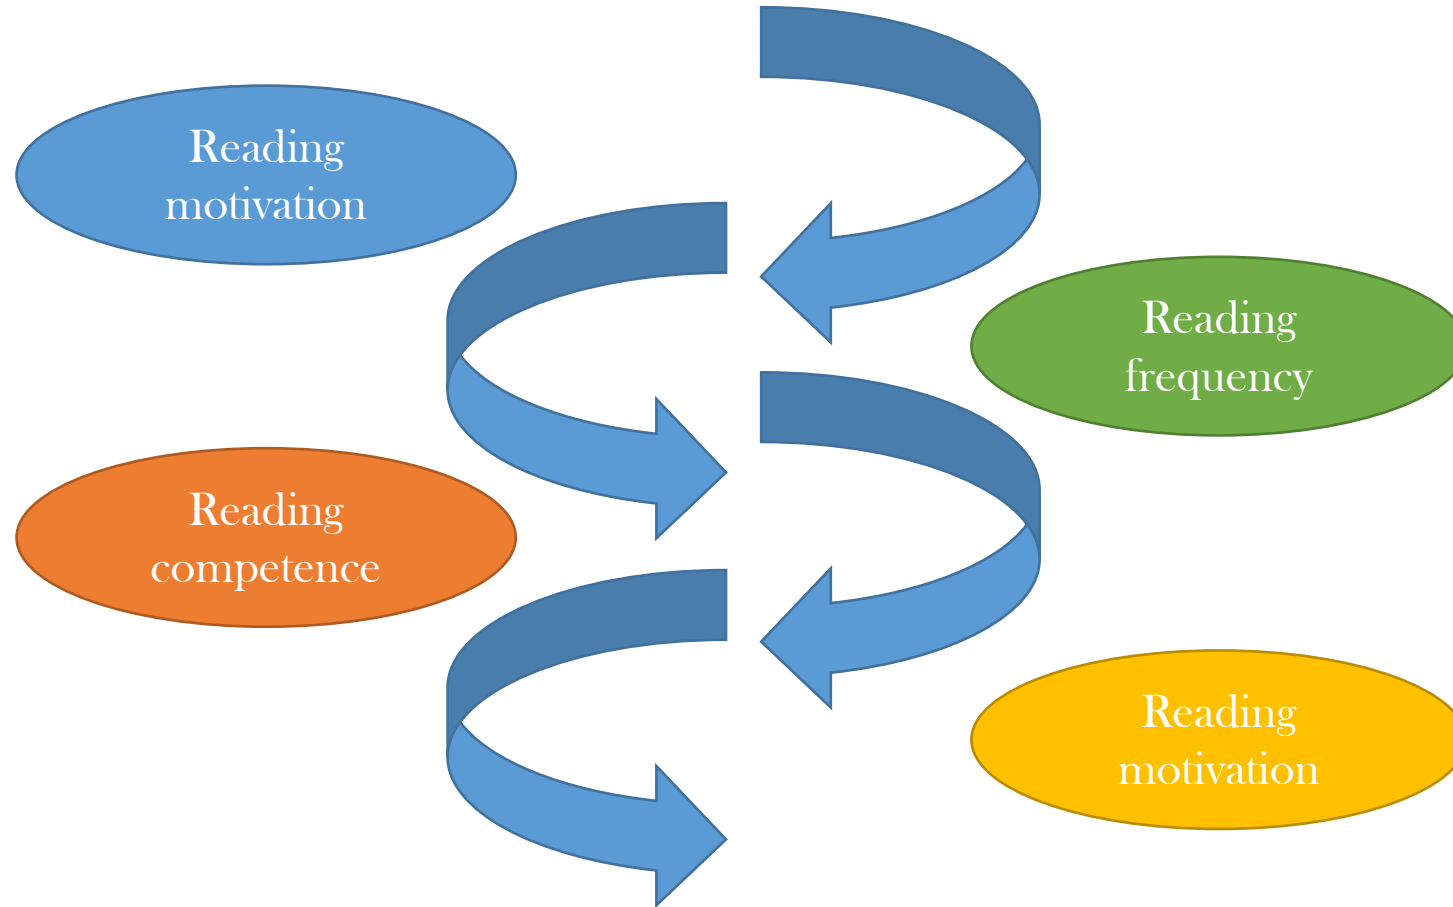 Reading
motivation
Reading
frequency
Reading
competence
Reading
motivation